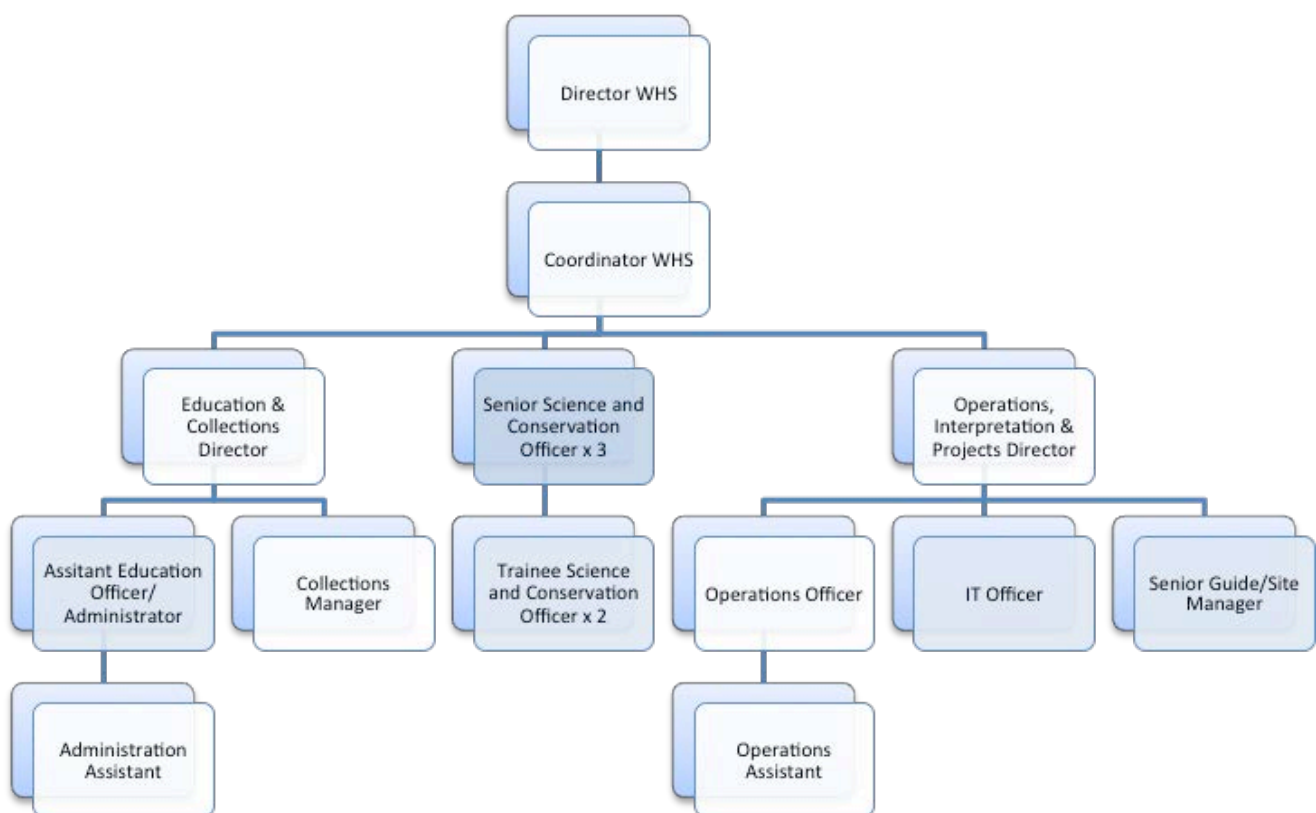 Director WHS
Coordinator WHS
Education &
Collections
Director
Senior Science and
Conservation
Officer x 3
Operations,
Interpretation &
Projects Director
Assitant Education
Officer/
Administrator
Collections
Manager
Trainee Science
and Conservation
Officer x 2
Operations Officer
IT Officer
Senior Guide/Site
Manager
Administration
Assistant
Operations
Assistant